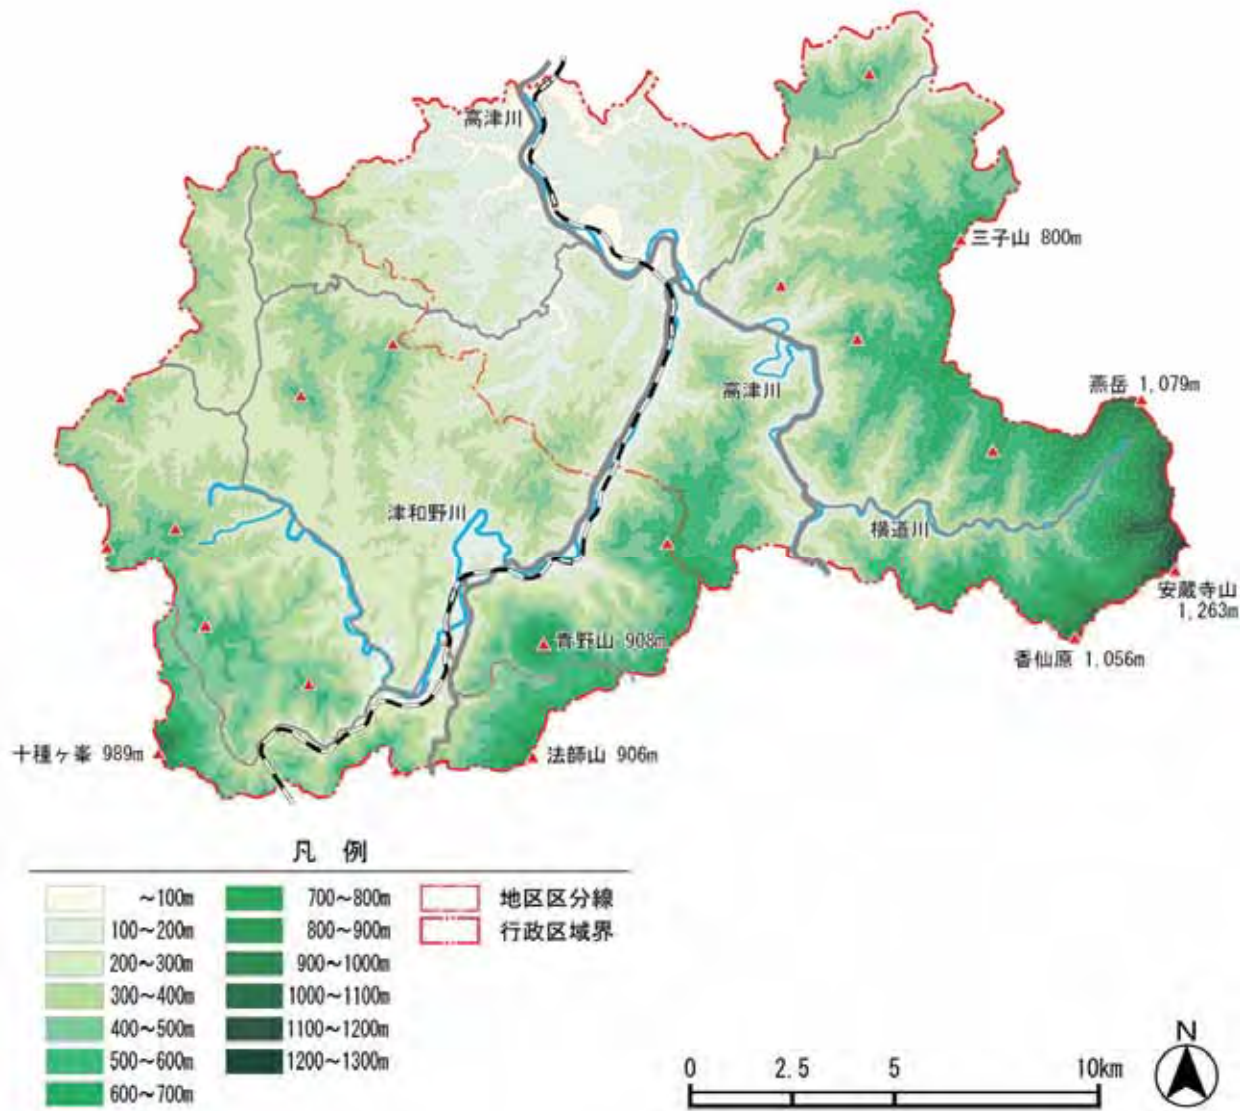 高津川
三子山 800m
燕岳 1,079m
高津川
津和野川
横道川
安蔵寺山
1,263m
青野山 908m
香仙原 1,056m
十種ヶ峯 989m
法師山 906m
凡 例
～100m
100～200m
200～300m
300～400m
400～500m
500～600m
600～700m
700～800m
800～900m
900～1000m
1000～1100m
1100～1200m
1200～1300m
地区区分線
行政区域界
N
0 2.5 5 10km